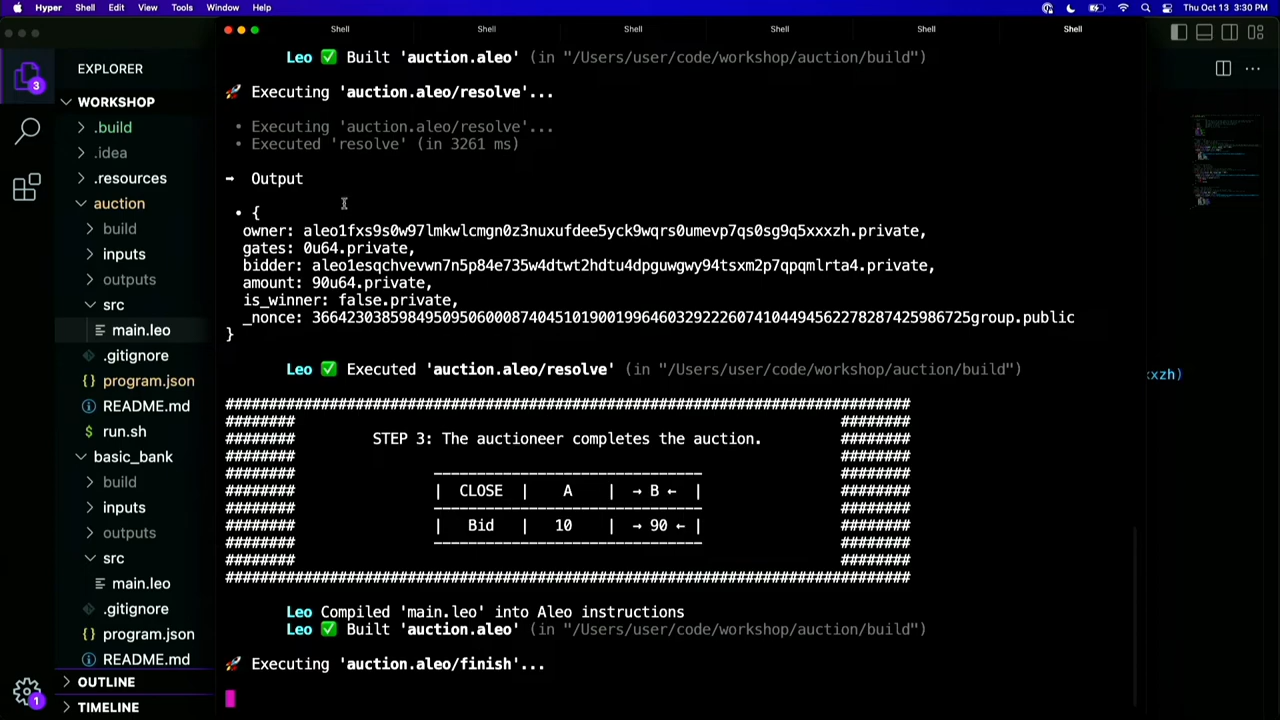 Hyper Shell Edit View Tools Window Help
Thu Oct 13 3:30 PM
Shell Shell Shell Shell Shell Shell
3
EXPLORER
WORKSHOP
.build
.idea
.resources
auction
build
inputs
outputs
src
main.leo
.gitignore
{} program.json
README.md
$ run.sh
basic_bank
build
inputs
outputs
src
main.leo
.gitignore
{} program.json
README.md
OUTLINE
TIMELINE
1
Leo ✅ Built 'auction.aleo' (in "/Users/user/code/workshop/auction/build")
🚀 Executing 'auction.aleo/resolve'...
• Executing 'auction.aleo/resolve'...
• Executed 'resolve' (in 3261 ms)
→ Output
• {
owner: aleo1fxs9s0w97lmkwlcmgn0z3nuxufdee5yck9wqrs0umevp7qs0sg9q5xxxzh.private,
gates: 0u64.private,
bidder: aleo1esqchvevwn7n5p84e735w4dtwt2hdtu4dpguwgwy94tsxm2p7qpqmlrta4.private,
amount: 90u64.private,
is_winner: false.private,
_nonce: 3664230385984950950600087404510190019964603292226074104494562278287425986725group.public
}
Leo ✅ Executed 'auction.aleo/resolve' (in "/Users/user/code/workshop/auction/build")
################################################################################
######## ########
######## STEP 3: The auctioneer completes the auction. ########
######## ########
######## ------------------------------- ########
######## | CLOSE | A | → B ← | ########
######## ------------------------------- ########
######## | Bid | 10 | → 90 ← | ########
######## ------------------------------- ########
######## ########
################################################################################
Leo Compiled 'main.leo' into Aleo instructions
Leo ✅ Built 'auction.aleo' (in "/Users/user/code/workshop/auction/build")
🚀 Executing 'auction.aleo/finish'...
xxzh)